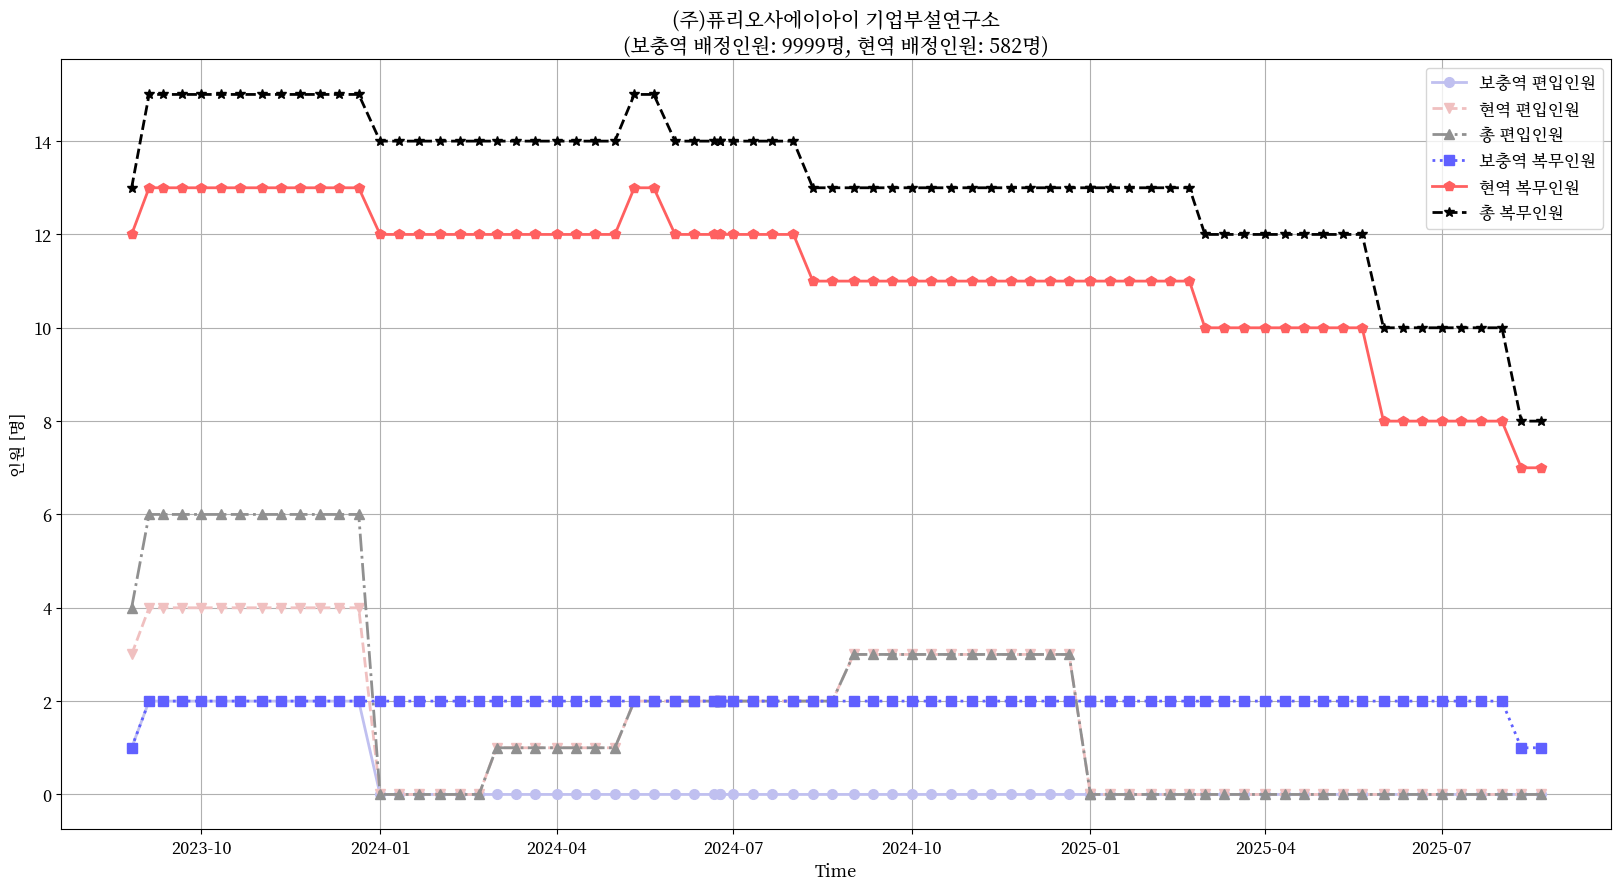 (주)퓨리오사에이아이 기업부설연구소
(보충역 배정인원: 9999명, 현역 배정인원: 582명)
보충역 편입인원
현역 편입인원
총 편입인원
보충역 복무인원
현역 복무인원
총 복무인원
인원 [명]
14
12
10
8
6
4
2
0
2023-10
2024-01
2024-04
2024-07
2024-10
2025-01
2025-04
2025-07
Time